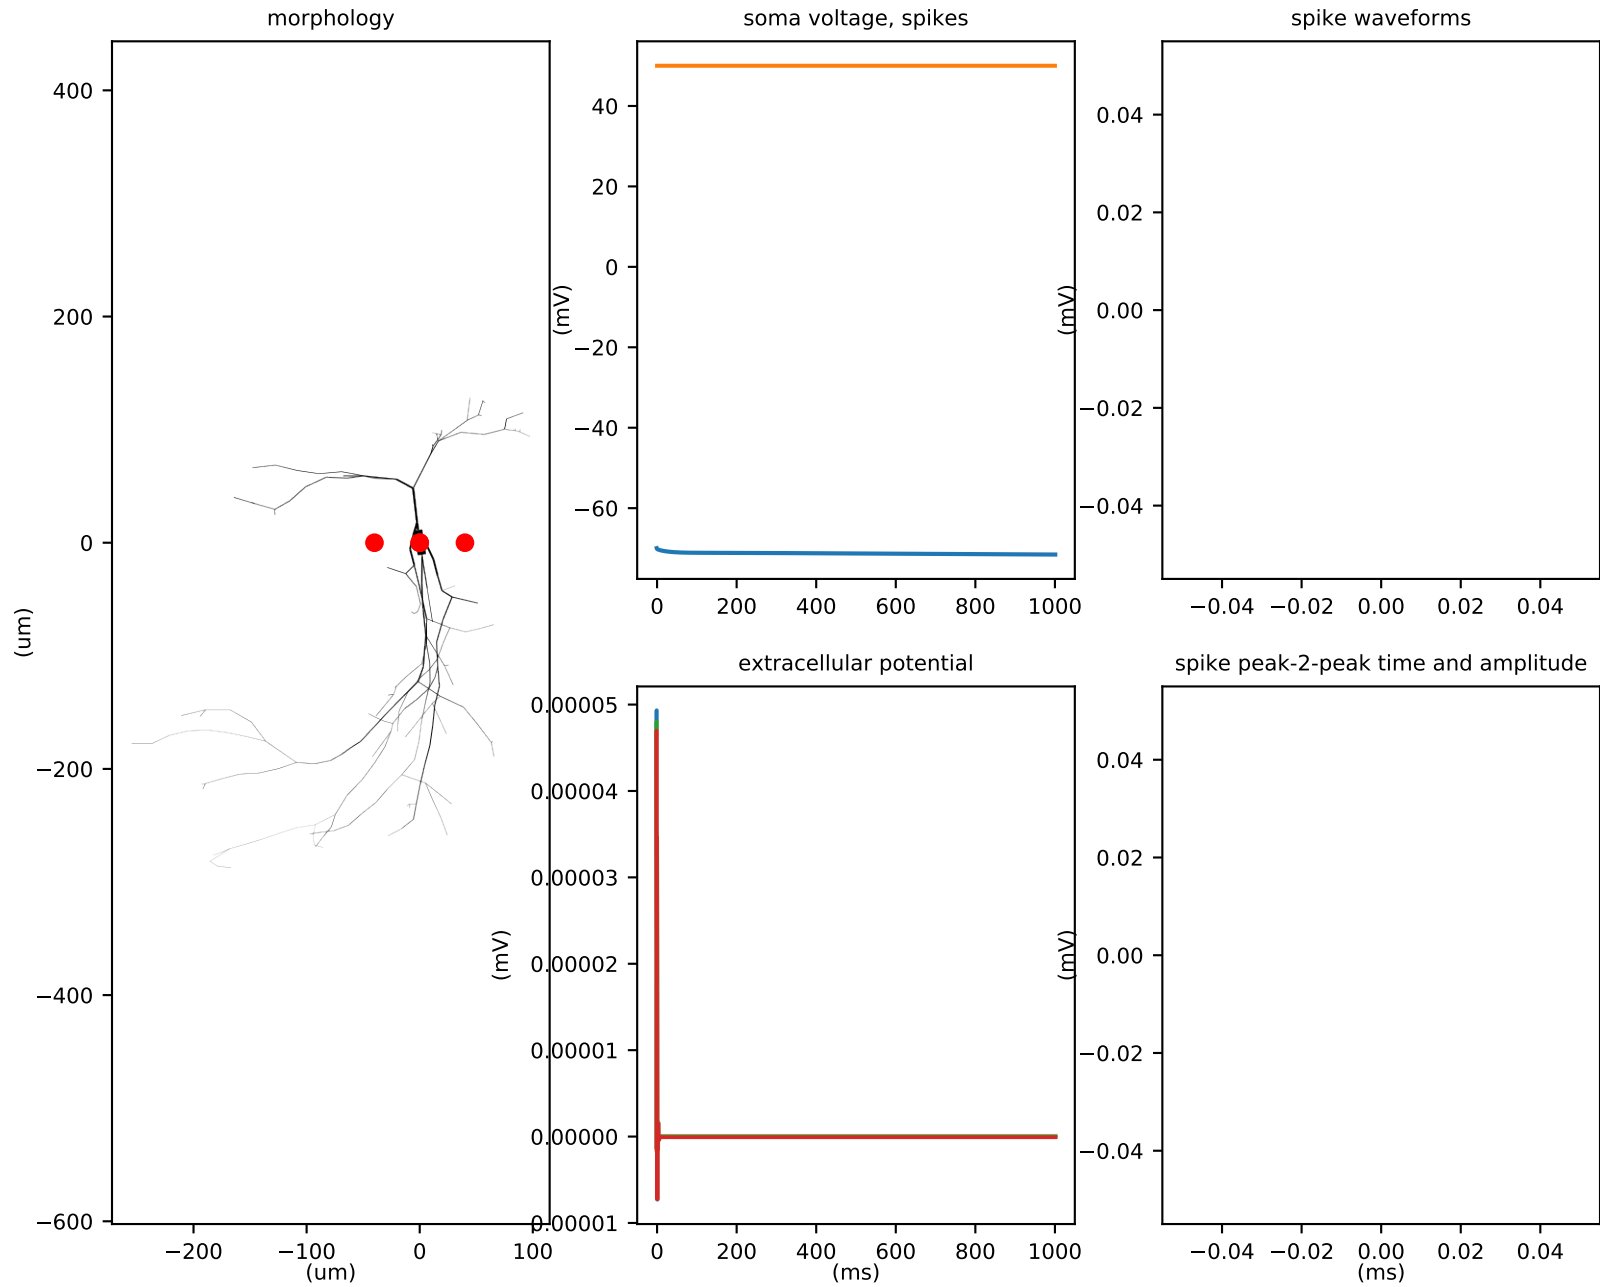 morphology
soma voltage, spikes
spike waveforms
400
200
0
−200
−400
−600
(um)
−200 −100 0 100
(um)
40
20
0
−20
−40
−60
(mV)
0 200 400 600 800 1000
0.04
0.02
0.00
−0.02
−0.04
(mV)
−0.04 −0.02 0.00 0.02 0.04
extracellular potential
spike peak-2-peak time and amplitude
0.00005
0.00004
0.00003
0.00002
0.00001
0.00000
0.00001
(mV)
0 200 400 600 800 1000
(ms)
0.04
0.02
0.00
−0.02
−0.04
(mV)
−0.04 −0.02 0.00 0.02 0.04
(ms)